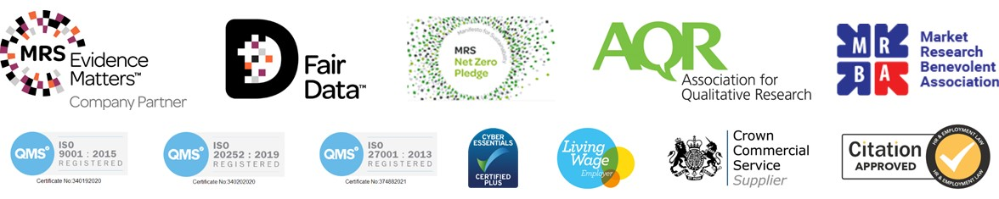 MRS Evidence
Matters™
Company Partner
Fair
Data™
Manifesto for Sustainability
MRS
Net Zero
Pledge
AQR
Association for
Qualitative Research
M R
B A
Market
Research
Benevolent
Association
QMS
ISO
9001 : 2015
REGISTERED
Certificate No:340192020
QMS
ISO
20252 : 2019
REGISTERED
Certificate No:340202020
QMS
ISO
27001 : 2013
REGISTERED
Certificate No:374882021
CYBER
ESSENTIALS
CERTIFIED
PLUS
Living
Wage
Employer
Crown
Commercial
Service
Supplier
Citation
APPROVED
HR & EMPLOYMENT LAW
HR & EMPLOYMENT LAW